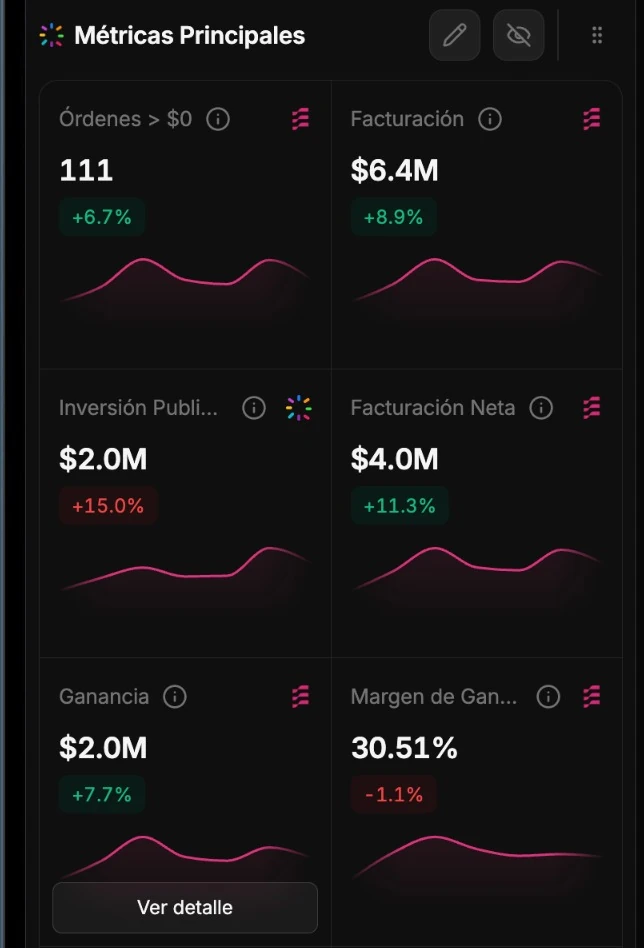 Métricas Principales
Órdenes > $0
111
+6.7%
Facturación
$6.4M
+8.9%
Inversión Publi...
$2.0M
+15.0%
Facturación Neta
$4.0M
+11.3%
Ganancia
$2.0M
+7.7%
Margen de Gan...
30.51%
-1.1%
Ver detalle